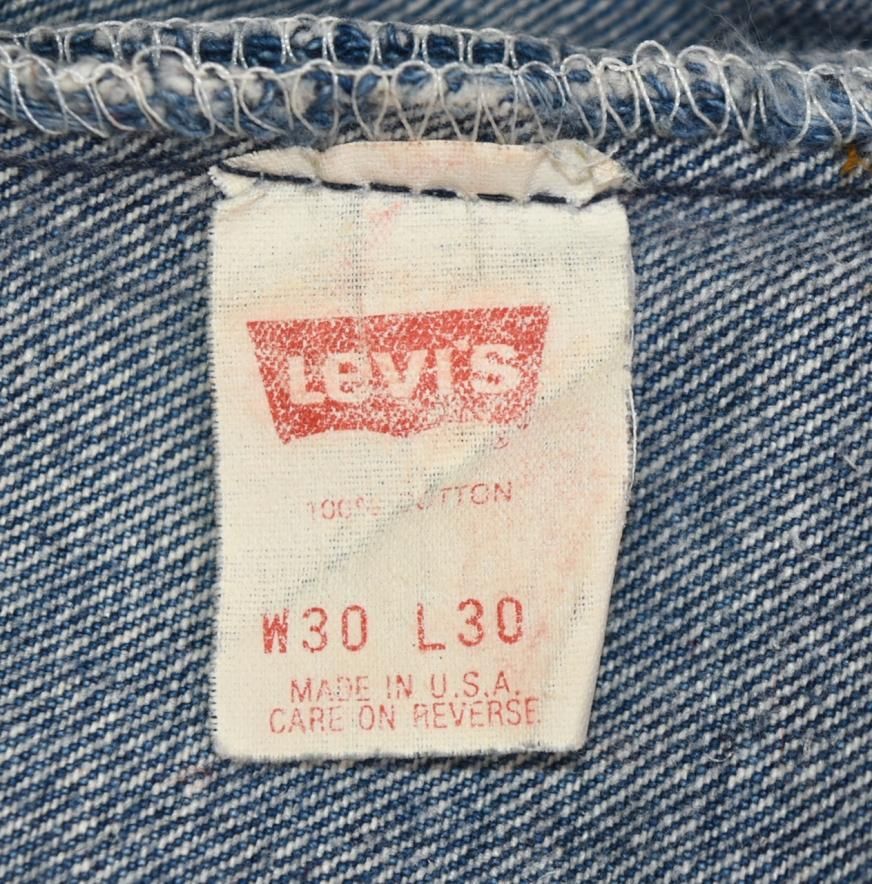 Levi's
®
100% COTTON
W30 L30
MADE IN U.S.A.
CARE ON REVERSE